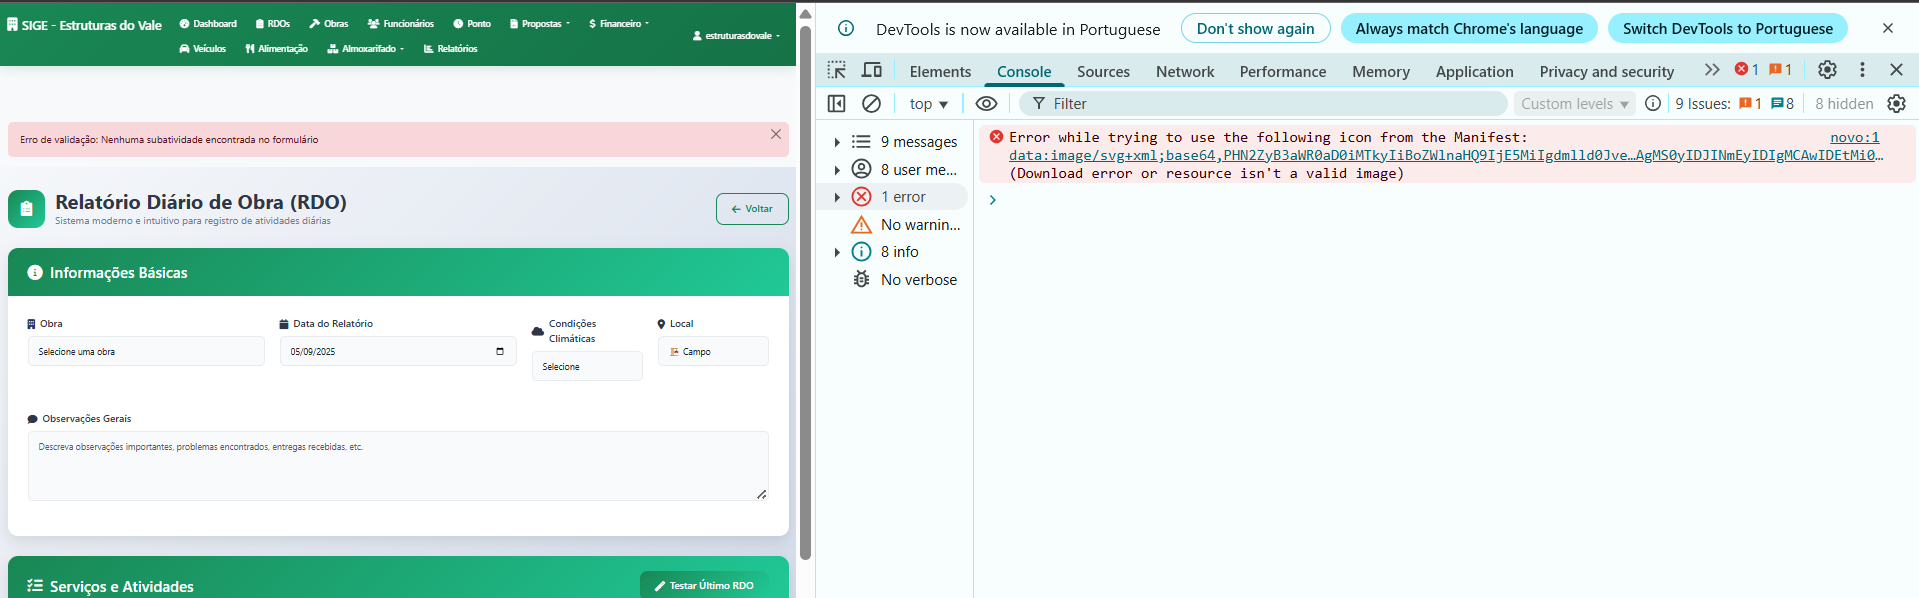 SIGE - Estruturas do Vale
Dashboard
RDOs
Obras
Funcionários
Ponto
Propostas
$ Financeiro
Veículos
Alimentação
Almoxarifado
Relatórios
estruturasdovale
Erro de validação: Nenhuma subatividade encontrada no formulário
Relatório Diário de Obra (RDO)
Sistema moderno e intuitivo para registro de atividades diárias
← Voltar
Informações Básicas
Obra
Selecione uma obra
Data do Relatório
05/09/2025
Condições
Climáticas
Selecione
Local
Campo
Observações Gerais
Descreva observações importantes, problemas encontrados, entregas recebidas, etc.
Serviços e Atividades
Testar Último RDO
DevTools is now available in Portuguese
Don't show again
Always match Chrome's language
Switch DevTools to Portuguese
Elements
Console
Sources
Network
Performance
Memory
Application
Privacy and security
1
1
top
Filter
Custom levels
9 Issues:
1
8
8 hidden
9 messages
8 user me...
1 error
No warnin...
8 info
No verbose
Error while trying to use the following icon from the Manifest:
novo:1
data:image/svg+xml;base64,PHN2ZyB3aWR0aD0iMTkyIiBoZWlnaHQ9IjE5MiIgdmlld0Jve…AgMS0yIDJINmEyIDIgMCAwIDEtMi0…
(Download error or resource isn't a valid image)